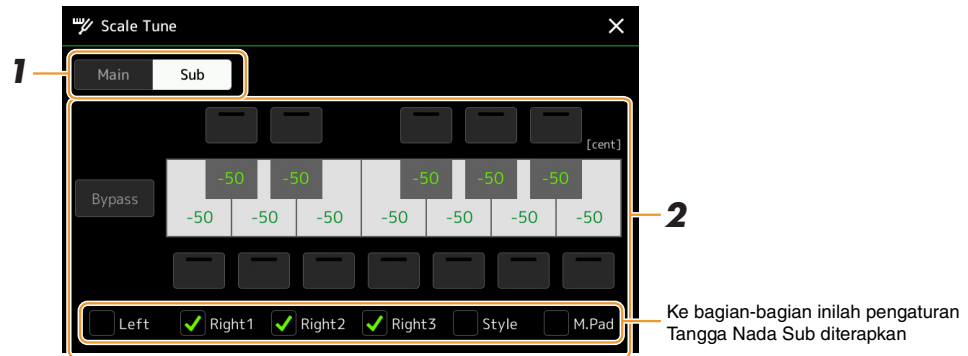 Scale Tune
1
Main Sub
[cent]
-50 -50 -50 -50 -50
Bypass
-50 -50 -50 -50 -50 -50 -50
2
Left Right1 Right2 Right3 Style M.Pad
Ke bagian-bagian inilah pengaturan
Tangga Nada Sub diterapkan